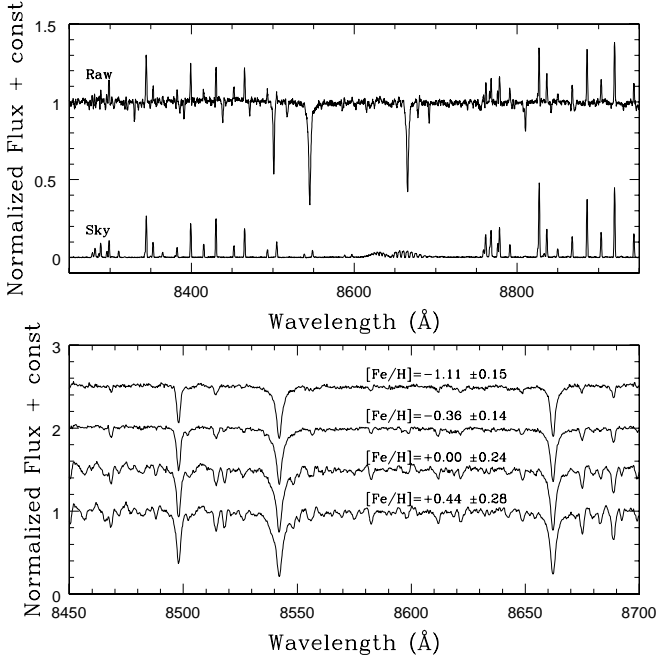 Normalized Flux + const
1.5
1
0.5
0
Raw
Sky
8400
8600
8800
Wavelength (Å)
Normalized Flux + const
3
2
1
0
[Fe/H]=−1.11 ±0.15
[Fe/H]=−0.36 ±0.14
[Fe/H]=+0.00 ±0.24
[Fe/H]=+0.44 ±0.28
8450
8500
8550
8600
8650
8700
Wavelength (Å)